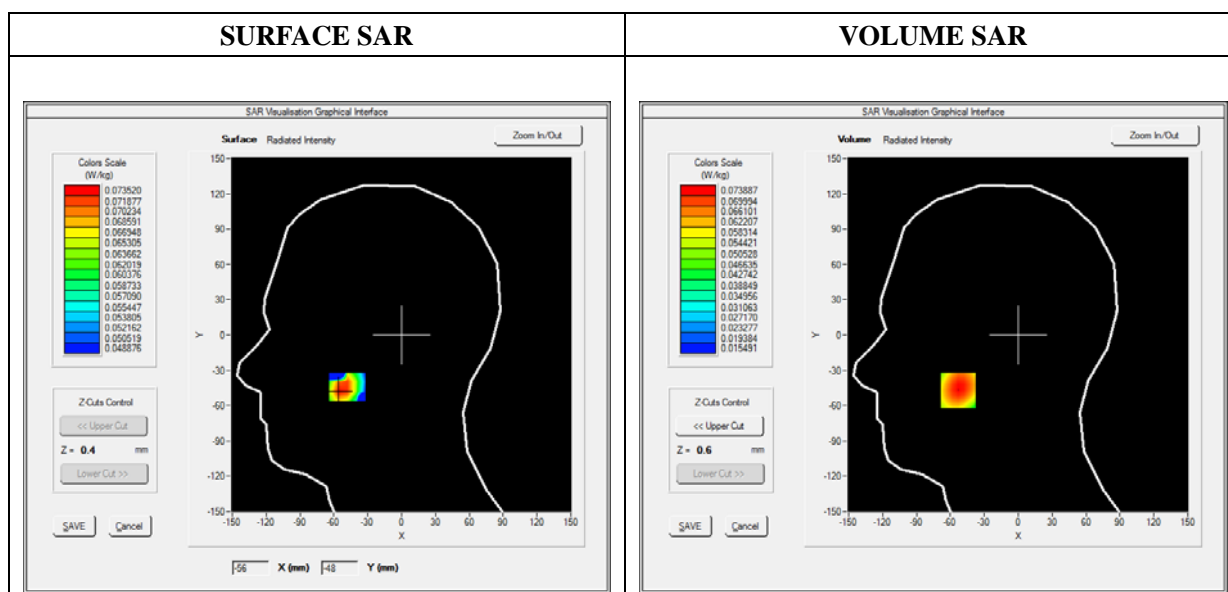 SURFACE SAR
VOLUME SAR
SAR Visualisation Graphical Interface
Surface Radiated Intensity
Zoom In/Out
Colors Scale
(W/kg)
0.073520
0.071877
0.070234
0.068591
0.066948
0.065305
0.063662
0.062019
0.060376
0.058733
0.057090
0.055447
0.053805
0.052162
0.050519
0.048876
Z-Cuts Control
<< Upper Cut
Z = 0.4 mm
Lower Cut >>
SAVE Cancel
150
120
90
60
30
0
-30
-60
-90
-120
-150
Y
-150 -120 -90 -60 -30 0 30 60 90 120 150
X
-56 X (mm) -48 Y (mm)
SAR Visualisation Graphical Interface
Volume Radiated Intensity
Zoom In/Out
Colors Scale
(W/kg)
0.073887
0.069994
0.066101
0.062207
0.058314
0.054421
0.050528
0.046635
0.042742
0.038849
0.034956
0.031063
0.027170
0.023277
0.019384
0.015491
Z-Cuts Control
<< Upper Cut
Z = 0.6 mm
Lower Cut >>
SAVE Cancel
150
120
90
60
30
0
-30
-60
-90
-120
-150
Y
-150 -120 -90 -60 -30 0 30 60 90 120 150
X